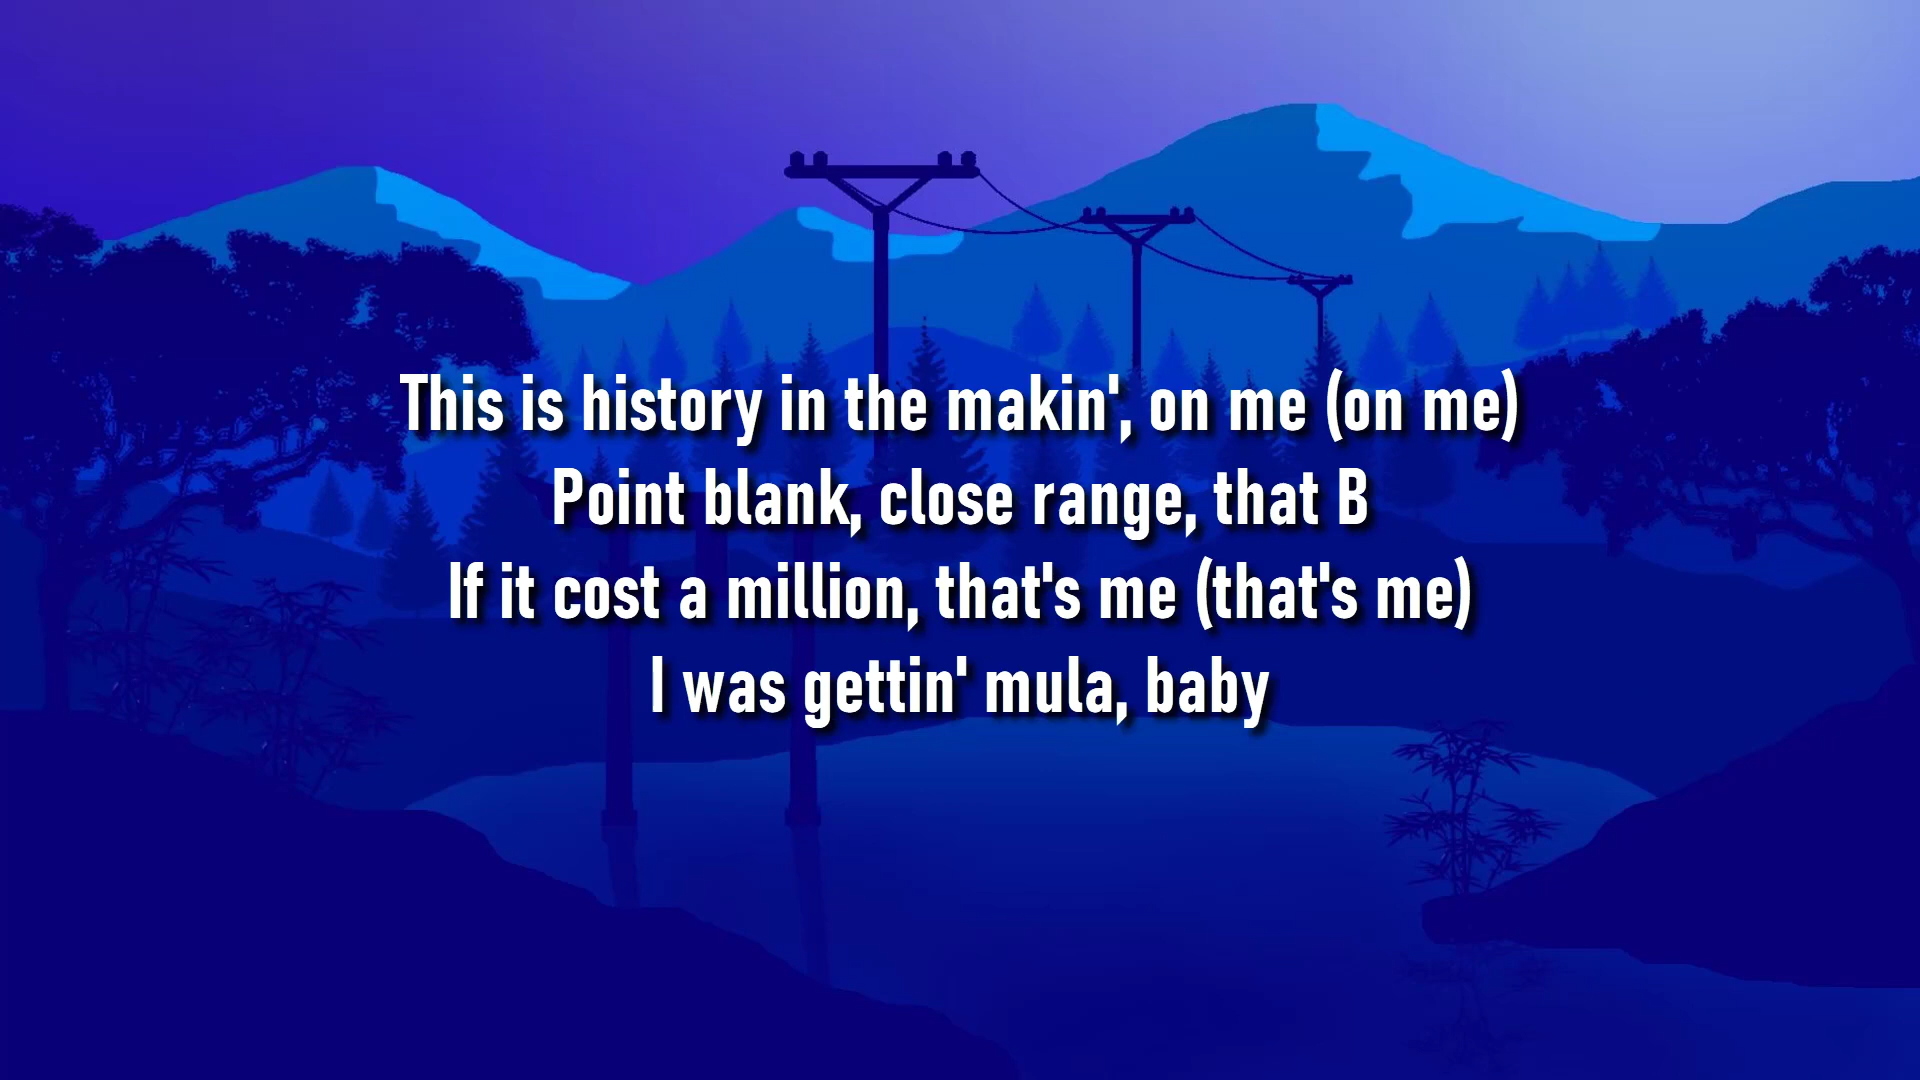 This is history in the makin', on me (on me)
Point blank, close range, that B
If it cost a million, that's me (that's me)
I was gettin' mula, baby